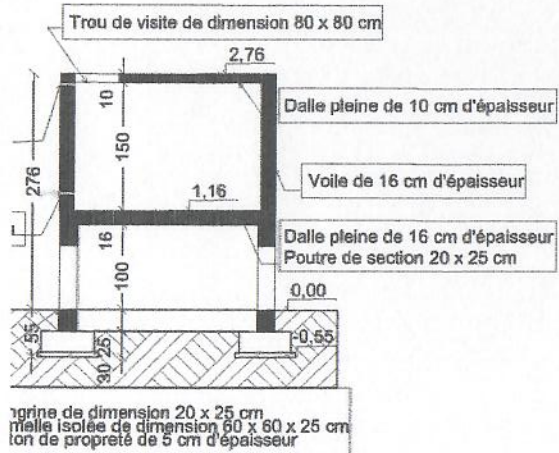 Trou de visite de dimension 80 x 80 cm
2,76
10
Dalle pleine de 10 cm d'épaisseur
150
276
Voile de 16 cm d'épaisseur
1,16
16
Dalle pleine de 16 cm d'épaisseur
Poutre de section 20 x 25 cm
100
0,00
55
-0,55
30 25
ngrine de dimension 20 x 25 cm
melle isolée de dimension 60 x 60 x 25 cm
ton de propreté de 5 cm d'épaisseur